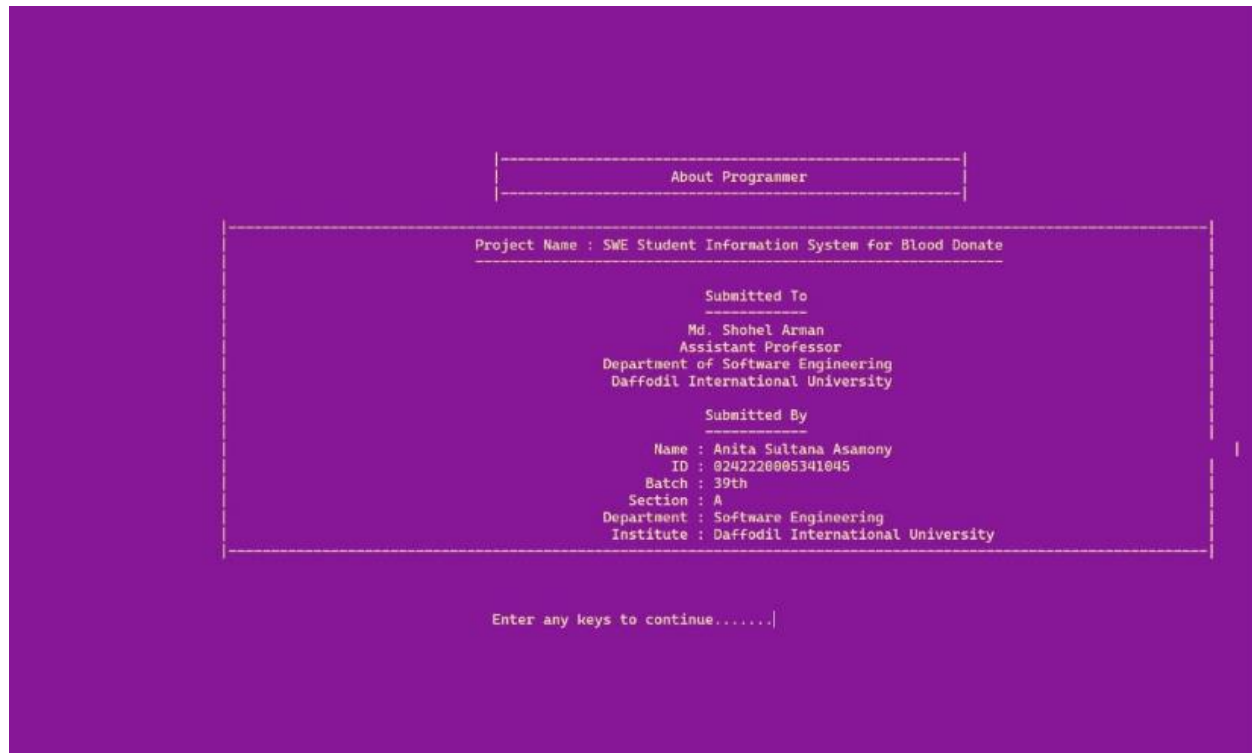 About Programmer
Project Name : SWE Student Information System for Blood Donate
Submitted To
Md. Shohel Arman
Assistant Professor
Department of Software Engineering
Daffodil International University
Submitted By
Name : Anita Sultana Asamony
ID : 0242220005341045
Batch : 39th
Section : A
Department : Software Engineering
Institute : Daffodil International University
Enter any keys to continue.......